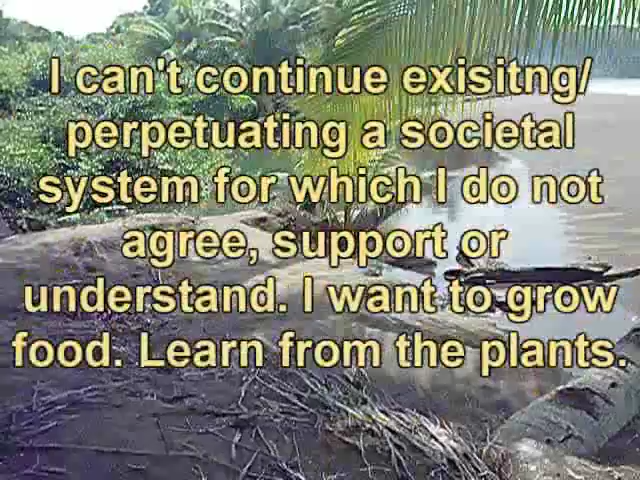 I can't continue exisitng/
perpetuating a societal
system for which I do not
agree, support or
understand. I want to grow
food. Learn from the plants.